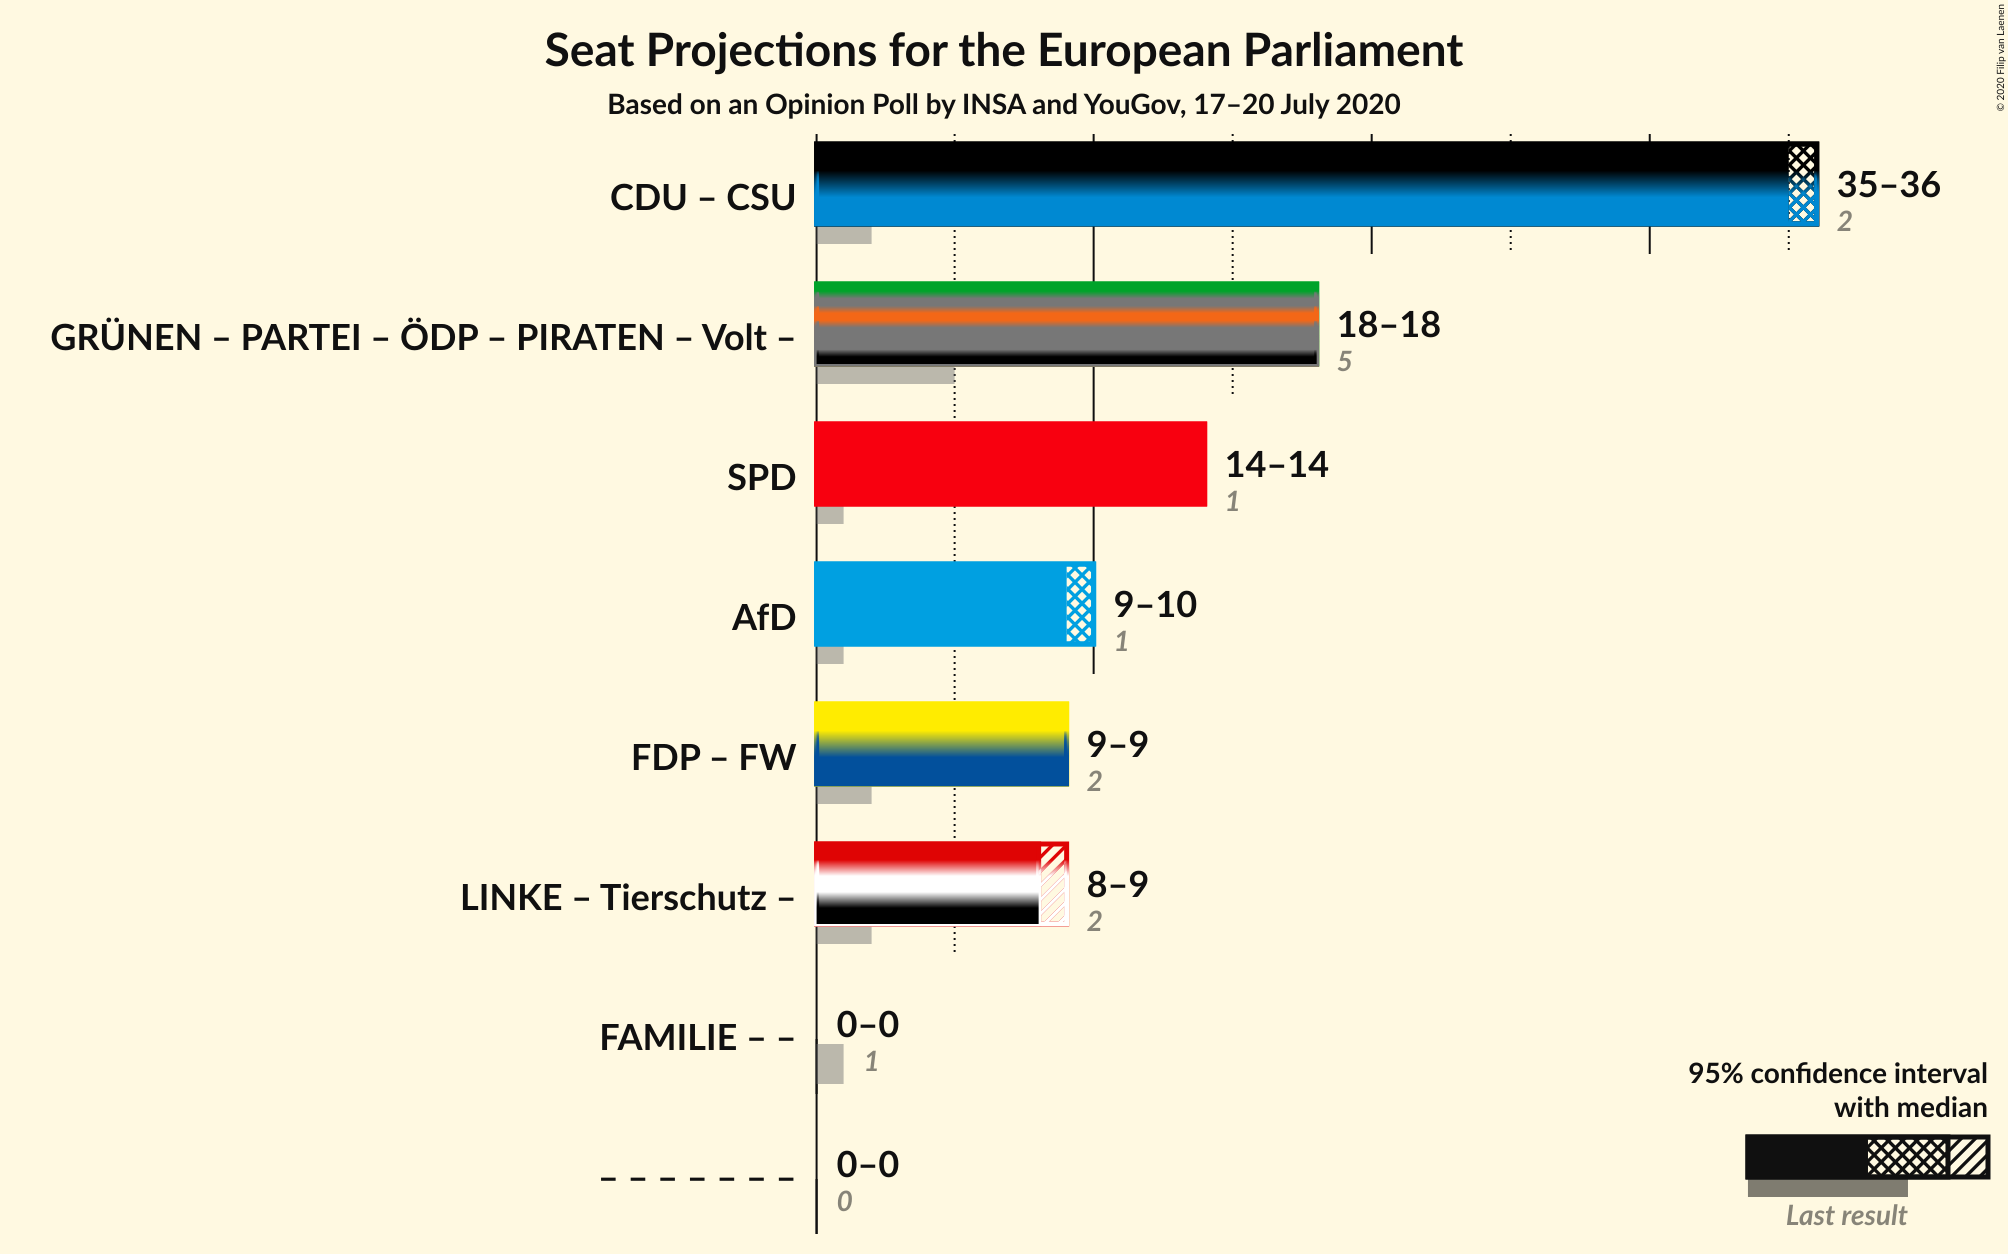 Seat Projections for the European Parliament
Based on an Opinion Poll by INSA and YouGov, 17–20 July 2020
© 2020 Filip van Laenen
CDU – CSU
35–36
2
GRÜNEN – PARTEI – ÖDP – PIRATEN – Volt –
18–18
5
SPD
14–14
1
AfD
9–10
1
FDP – FW
9–9
2
LINKE – Tierschutz –
8–9
2
FAMILIE – –
0–0
1
– – – – – – –
0–0
0
95% confidence interval
with median
Last result